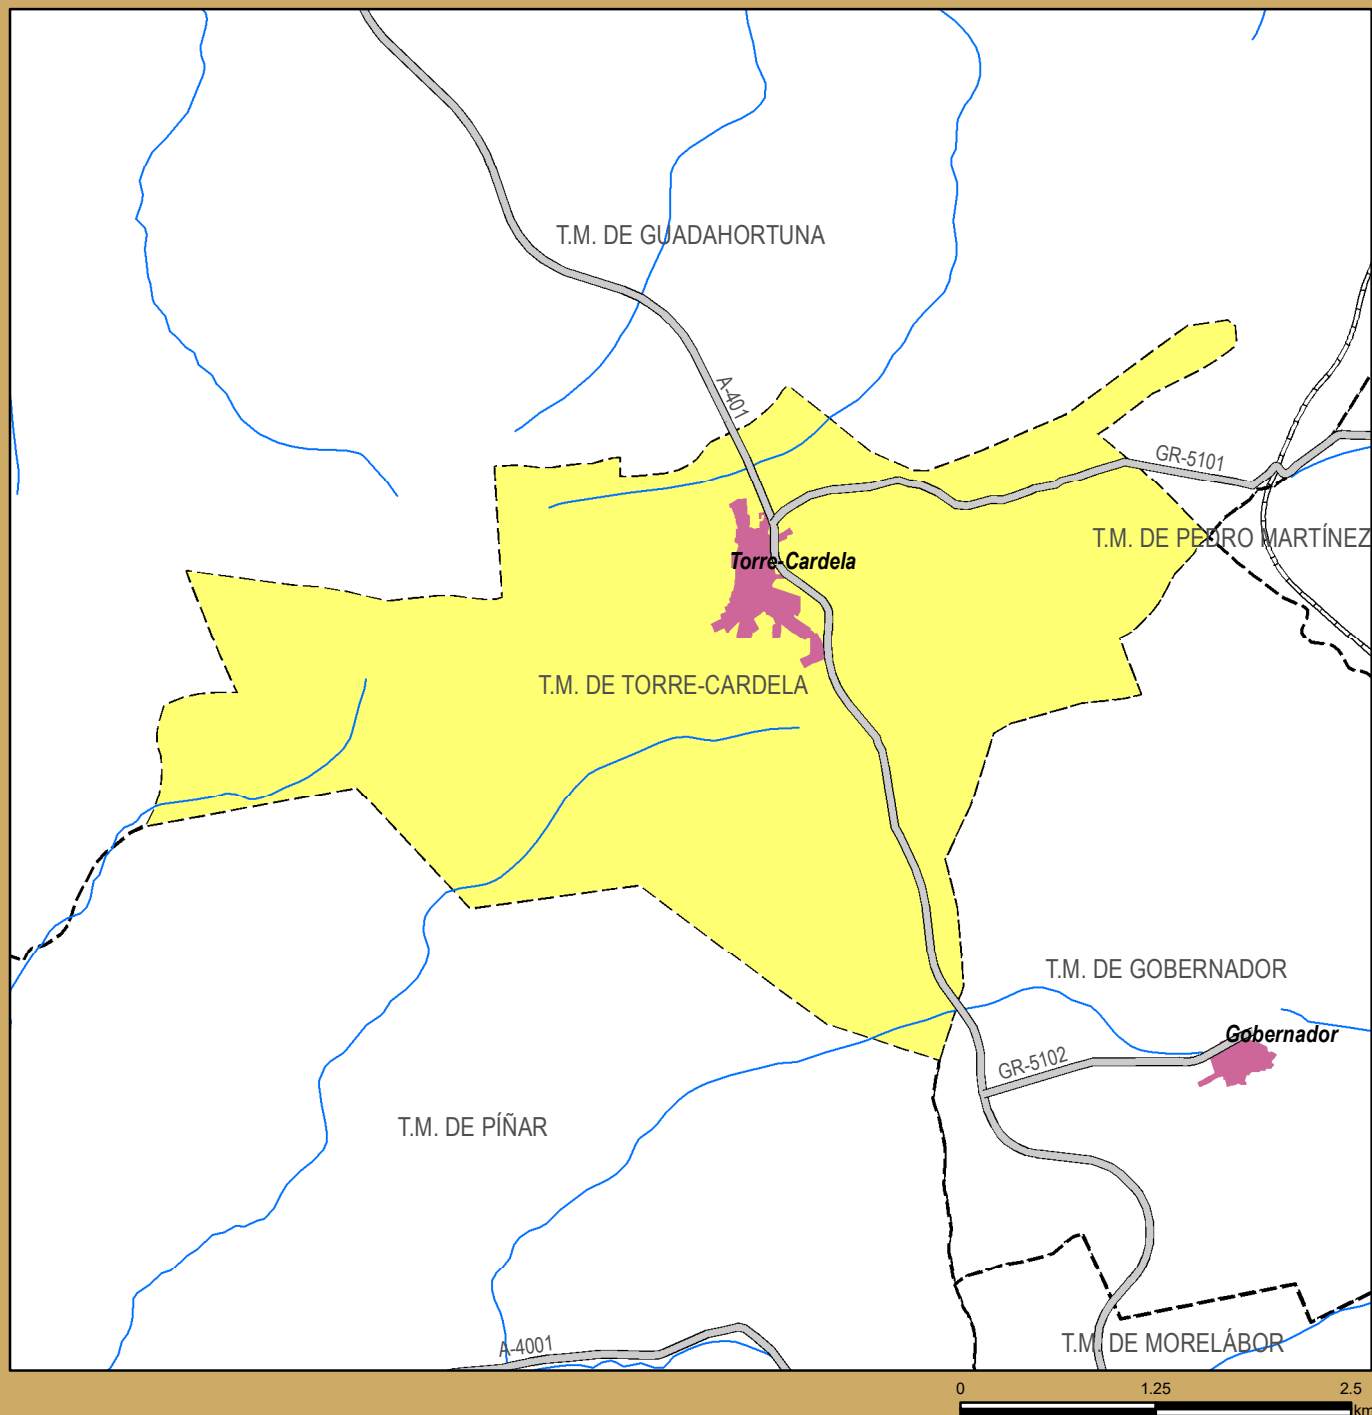 T.M. DE GUADAHORTUNA
A-401
GR-5101
T.M. DE PEDRO MARTÍNEZ
Torre-Cardela
T.M. DE TORRE-CARDELA
T.M. DE GOBERNADOR
Gobernador
GR-5102
T.M. DE PÍÑAR
A-4001
T.M. DE MORELÁBOR
0 1.25 2.5
km